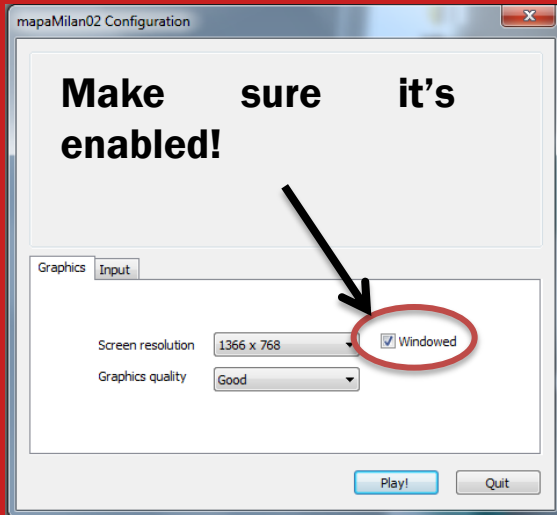 mapaMilan02 Configuration
Make sure it’s
enabled!
Graphics Input
Screen resolution 1366 x 768 Windowed
Graphics quality Good
Play! Quit